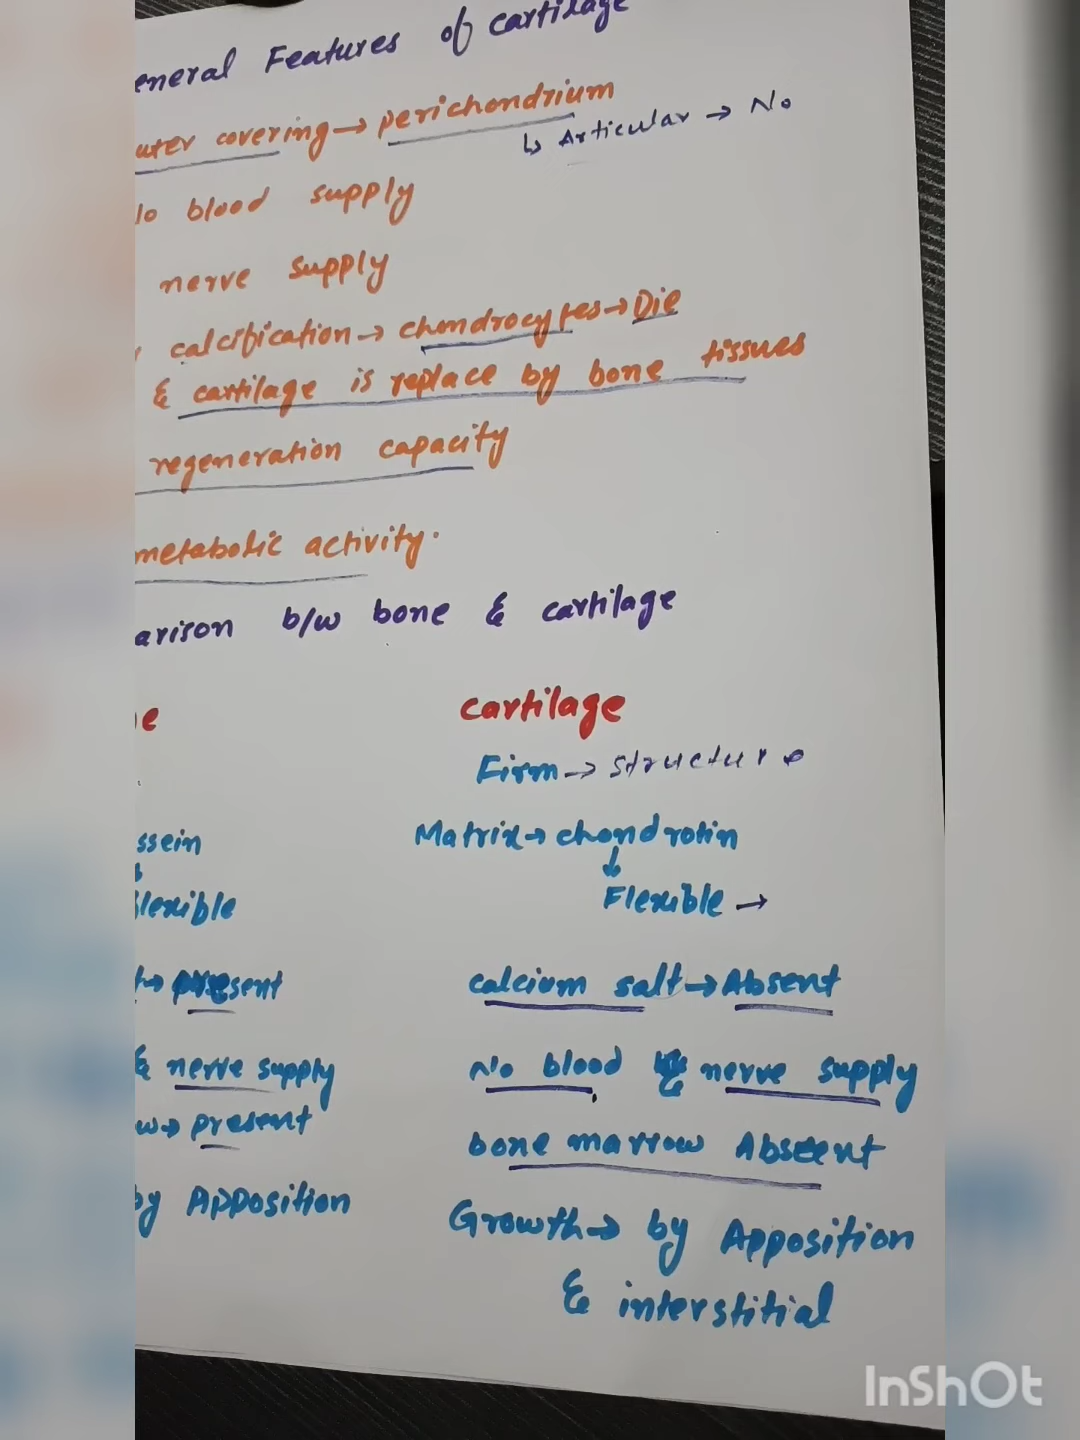 eneral Features of cartilage
uter covering → perichondrium
↳ Articular → No
lo blood supply
nerve supply
calcification → chondrocytes → Die
& cartilage is replace by bone tissues
regeneration capacity
metabolic activity.
arison b/w bone & cartilage
e cartilage
Firm → structure
ssein Matrix → chondrotin
↓
flexible Flexible →
→ present calcium salt → Absent
& nerve supply No blood & nerve supply
w → present bone marrow Absent
by Apposition Growth → by Apposition
& interstitial
InShOt